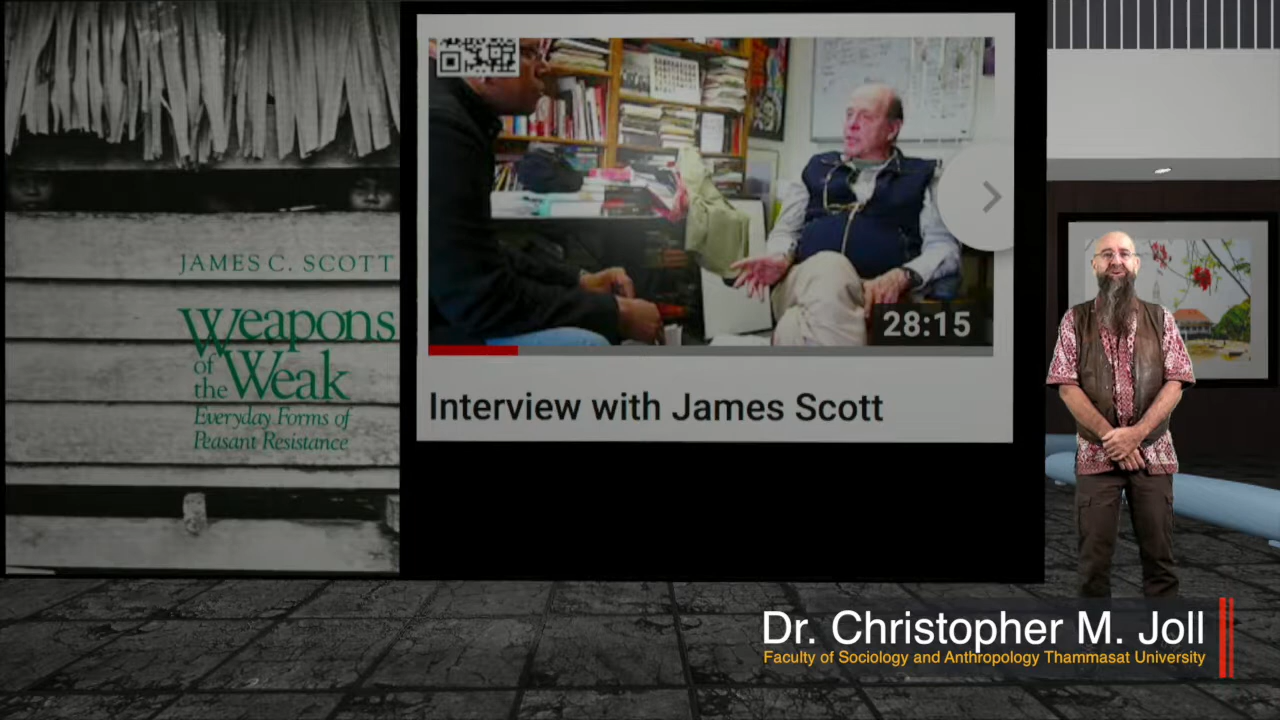 JAMES C. SCOTT
Weapons
of
the Weak
Everyday Forms of
Peasant Resistance
28:15
Interview with James Scott
Dr. Christopher M. Joll
Faculty of Sociology and Anthropology Thammasat University